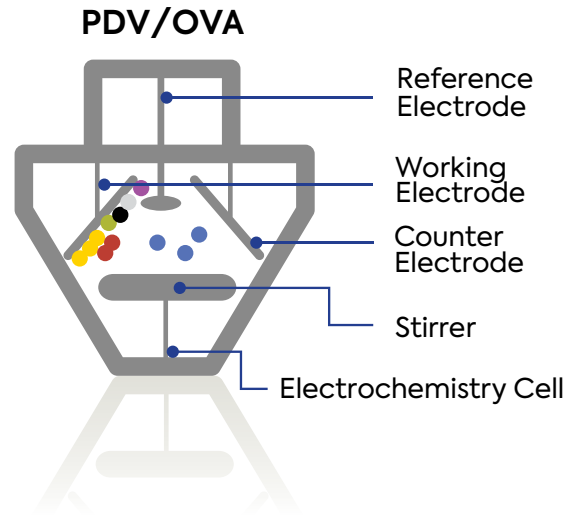 PDV/OVA
Reference
Electrode
Working
Electrode
Counter
Electrode
Stirrer
Electrochemistry Cell